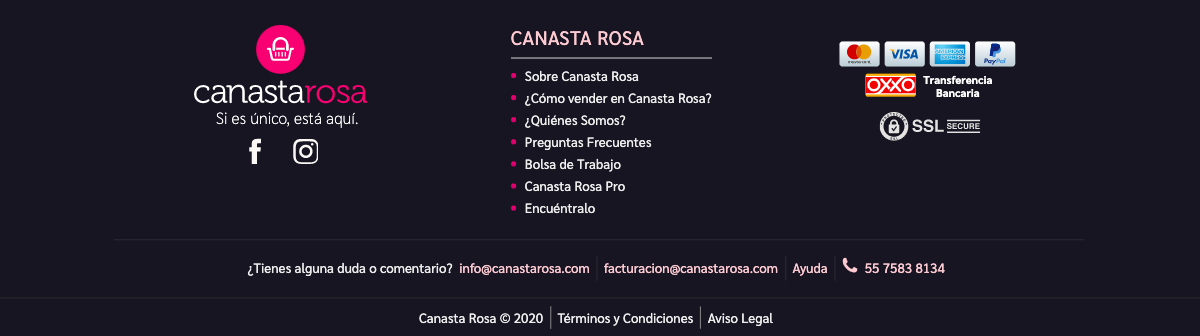 canastarosa
Si es único, está aquí.
CANASTA ROSA
Sobre Canasta Rosa
¿Cómo vender en Canasta Rosa?
¿Quiénes Somos?
Preguntas Frecuentes
Bolsa de Trabajo
Canasta Rosa Pro
Encuéntralo
VISA
PayPal
OXXO
Transferencia
Bancaria
SSL SECURE
¿Tienes alguna duda o comentario? info@canastarosa.com facturacion@canastarosa.com Ayuda 55 7583 8134
Canasta Rosa © 2020 Términos y Condiciones Aviso Legal